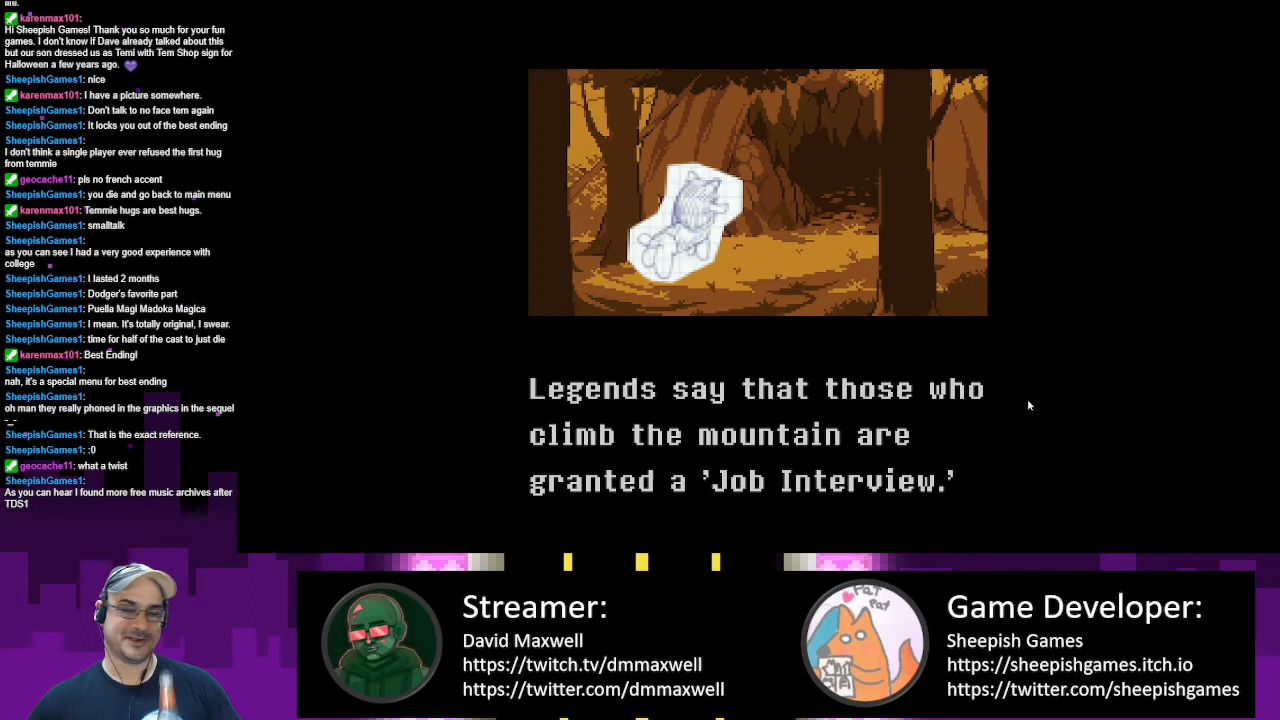 me.
karenmax101:
Hi Sheepish Games! Thank you so much for your fun
games. I don't know if Dave already talked about this
but our son dressed us as Temi with Tem Shop sign for
Halloween a few years ago.
SheepishGames1: nice
karenmax101: I have a picture somewhere.
SheepishGames1: Don't talk to no face tem again
SheepishGames1: It locks you out of the best ending
SheepishGames1:
I don't think a single player ever refused the first hug
from temmie
geocache11: pls no french accent
SheepishGames1: you die and go back to main menu
karenmax101: Temmie hugs are best hugs.
SheepishGames1: smalltalk
SheepishGames1:
as you can see I had a very good experience with
college
SheepishGames1: I lasted 2 months
SheepishGames1: Dodger's favorite part
SheepishGames1: Puella Magi Madoka Magica
SheepishGames1: I mean. It's totally original, I swear.
SheepishGames1: time for half of the cast to just die
karenmax101: Best Ending!
SheepishGames1:
nah, it's a special menu for best ending
SheepishGames1:
oh man they really phoned in the graphics in the sequel
-_-
SheepishGames1: That is the exact reference.
SheepishGames1: :0
geocache11: what a twist
SheepishGames1:
As you can hear I found more free music archives after
TDS1
Legends say that those who
climb the mountain are
granted a 'Job Interview.'
Streamer:
David Maxwell
https://twitch.tv/dmmaxwell
https://twitter.com/dmmaxwell
Pat
pat
Game Developer:
Sheepish Games
https://sheepishgames.itch.io
https://twitter.com/sheepishgames